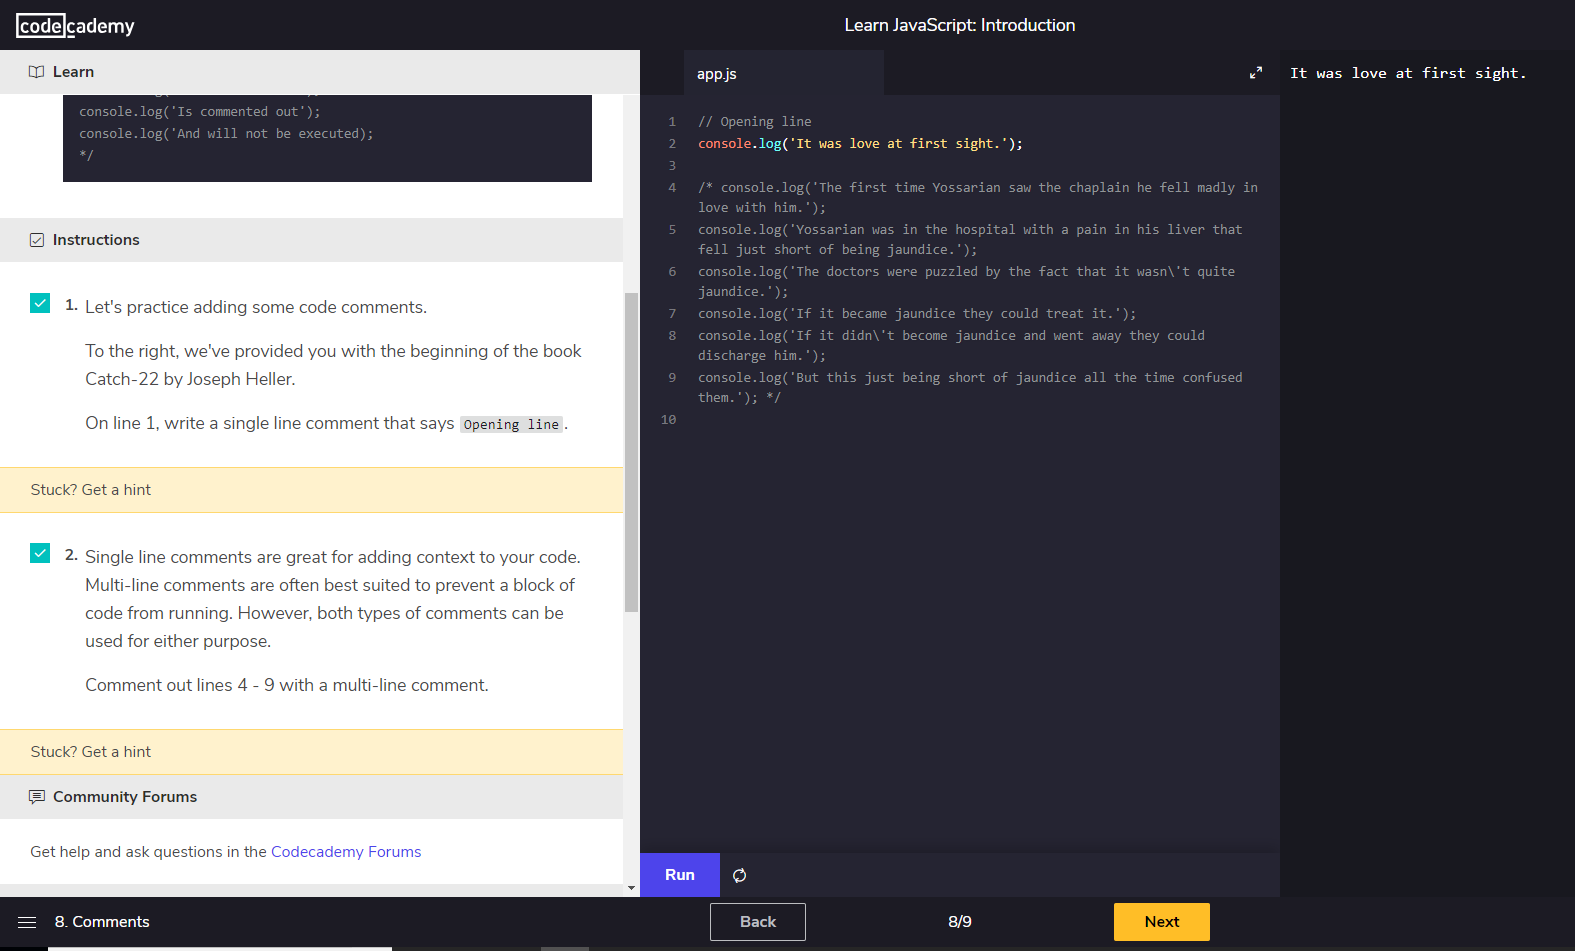 codecademy
Learn JavaScript: Introduction
Learn
console.log('Is commented out');
console.log('And will not be executed);
*/
Instructions
1. Let's practice adding some code comments.
To the right, we've provided you with the beginning of the book
Catch-22 by Joseph Heller.
On line 1, write a single line comment that says Opening line.
Stuck? Get a hint
2. Single line comments are great for adding context to your code.
Multi-line comments are often best suited to prevent a block of
code from running. However, both types of comments can be
used for either purpose.
Comment out lines 4 - 9 with a multi-line comment.
Stuck? Get a hint
Community Forums
Get help and ask questions in the Codecademy Forums
app.js
1 // Opening line
2 console.log('It was love at first sight.');
3
4 /* console.log('The first time Yossarian saw the chaplain he fell madly in
love with him.');
5 console.log('Yossarian was in the hospital with a pain in his liver that
fell just short of being jaundice.');
6 console.log('The doctors were puzzled by the fact that it wasn\'t quite
jaundice.');
7 console.log('If it became jaundice they could treat it.');
8 console.log('If it didn\'t become jaundice and went away they could
discharge him.');
9 console.log('But this just being short of jaundice all the time confused
them.'); */
10
Run
It was love at first sight.
8. Comments
Back
8/9
Next